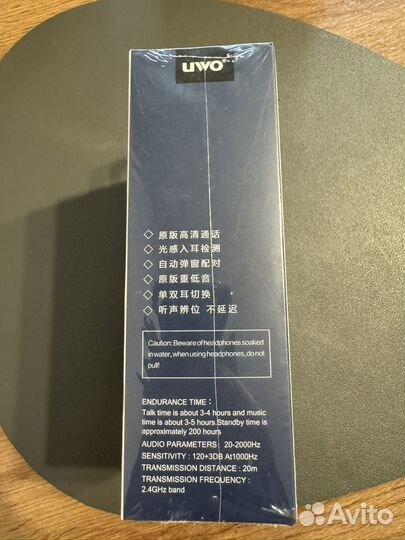 uwo®
◇ 原版高清通话
◇ 光感入耳检测
◇ 自动弹窗配对
◇ 原版重低音
◇ 单双耳切换
◇ 听声辨位 不延迟
Caution: Beware of headphones soaked
in water, when using headphones, do not
pull!
ENDURANCE TIME：
Talk time is about 3-4 hours and music
time is about 3-5 hours.Standby time is
approximately 200 hours
AUDIO PARAMETERS : 20-2000Hz
SENSITIVITY : 120+3DB At1000Hz
TRANSMISSION DISTANCE : 20m
TRANSMISSION FREQUENCY :
2.4GHz band
Avito